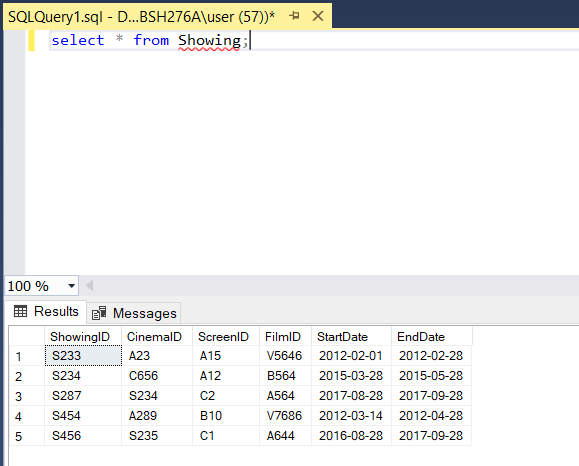 SQLQuery1.sql - D...BSH276A\user (57))*
select * from Showing;
100 %
Results Messages
ShowingID CinemaID ScreenID FilmID StartDate EndDate
1 S233 A23 A15 V5646 2012-02-01 2012-02-28
2 S234 C656 A12 B564 2015-03-28 2015-05-28
3 S287 S234 C2 A564 2017-08-28 2017-09-28
4 S454 A289 B10 V7686 2012-03-14 2012-04-28
5 S456 S235 C1 A644 2016-08-28 2017-09-28